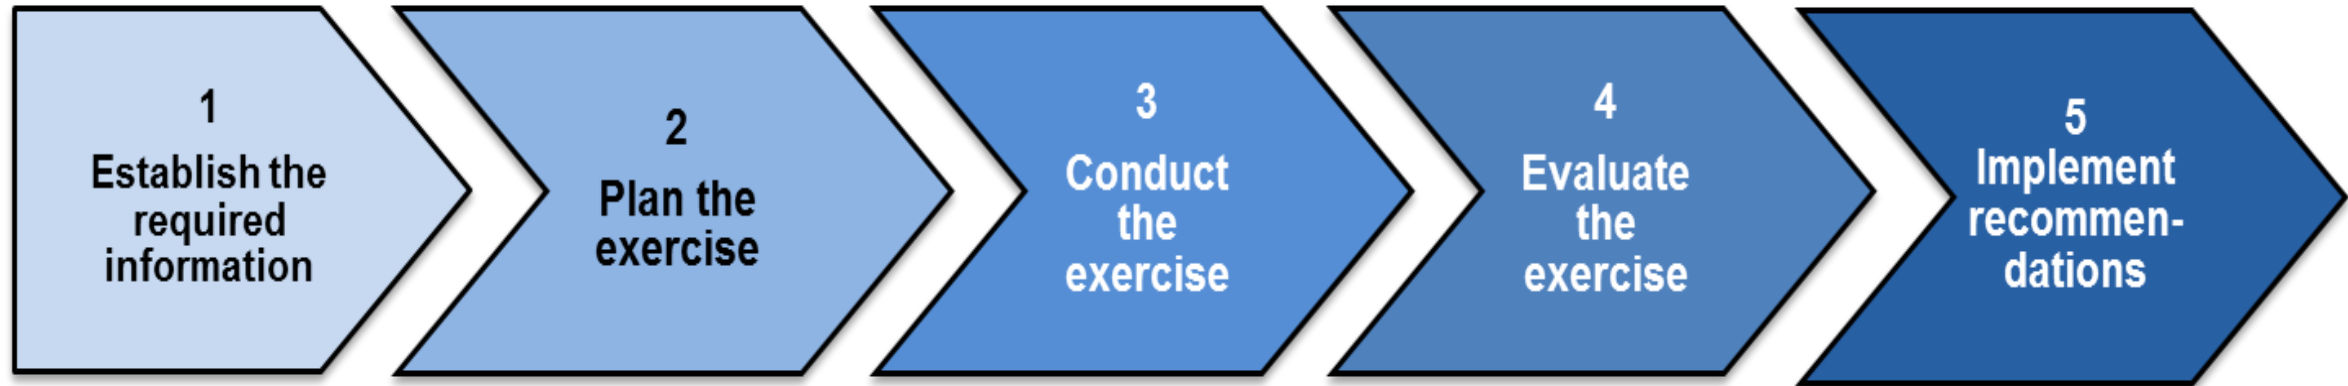 1
Establish the
required
information
2
Plan the
exercise
3
Conduct
the
exercise
4
Evaluate
the
exercise
5
Implement
recommen-
dations